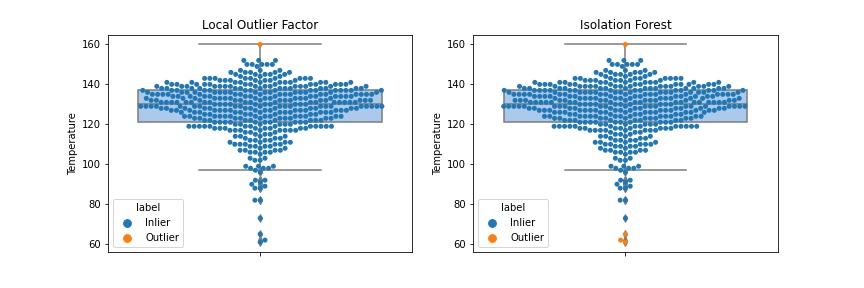 Local Outlier Factor
160
140
120
100
80
60
Temperature
label
Inlier
Outlier
Isolation Forest
160
140
120
100
80
60
Temperature
label
Inlier
Outlier